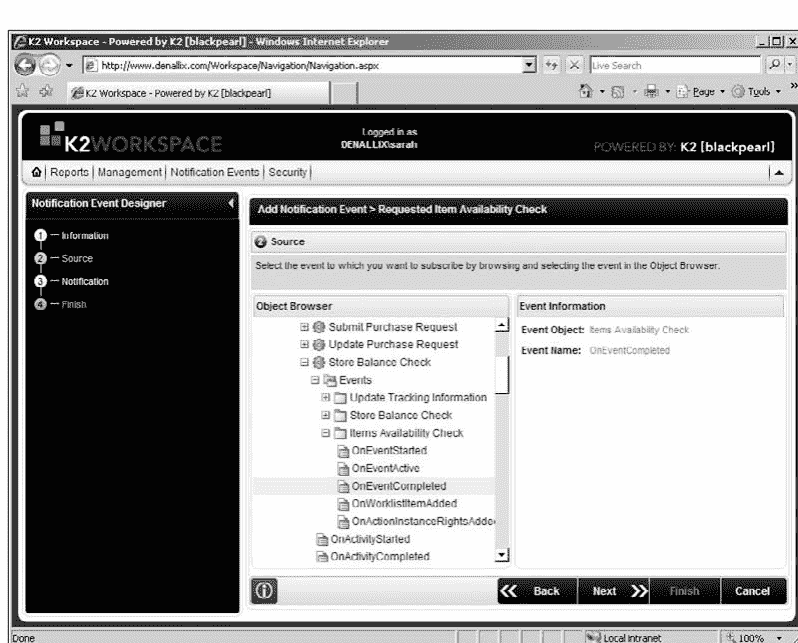 K2 Workspace - Powered by K2 [blackpearl] - Windows Internet Explorer
http://www.denallix.com/Workspace/Navigation/Navigation.aspx
Live Search
K2 Workspace - Powered by K2 [blackpearl]
Page
Tools
K2WORKSPACE
Logged in as
DENALLIX\sarah
POWERED BY: K2 [blackpearl]
Reports | Management | Notification Events | Security |
Notification Event Designer
1 Information
2 Source
3 Notification
4 Finish
Add Notification Event > Requested Item Availability Check
2 Source
Select the event to which you want to subscribe by browsing and selecting the event in the Object Browser.
Object Browser
Submit Purchase Request
Update Purchase Request
Store Balance Check
Events
Update Tracking Information
Store Balance Check
Items Availability Check
OnEventStarted
OnEventActive
OnEventCompleted
OnWorklistItemAdded
OnActionInstanceRightsAdde
OnActivityStarted
OnActivityCompleted
Event Information
Event Object: Items Availability Check
Event Name: OnEventCompleted
Back
Next
Finish
Cancel
Done
Local intranet
100%